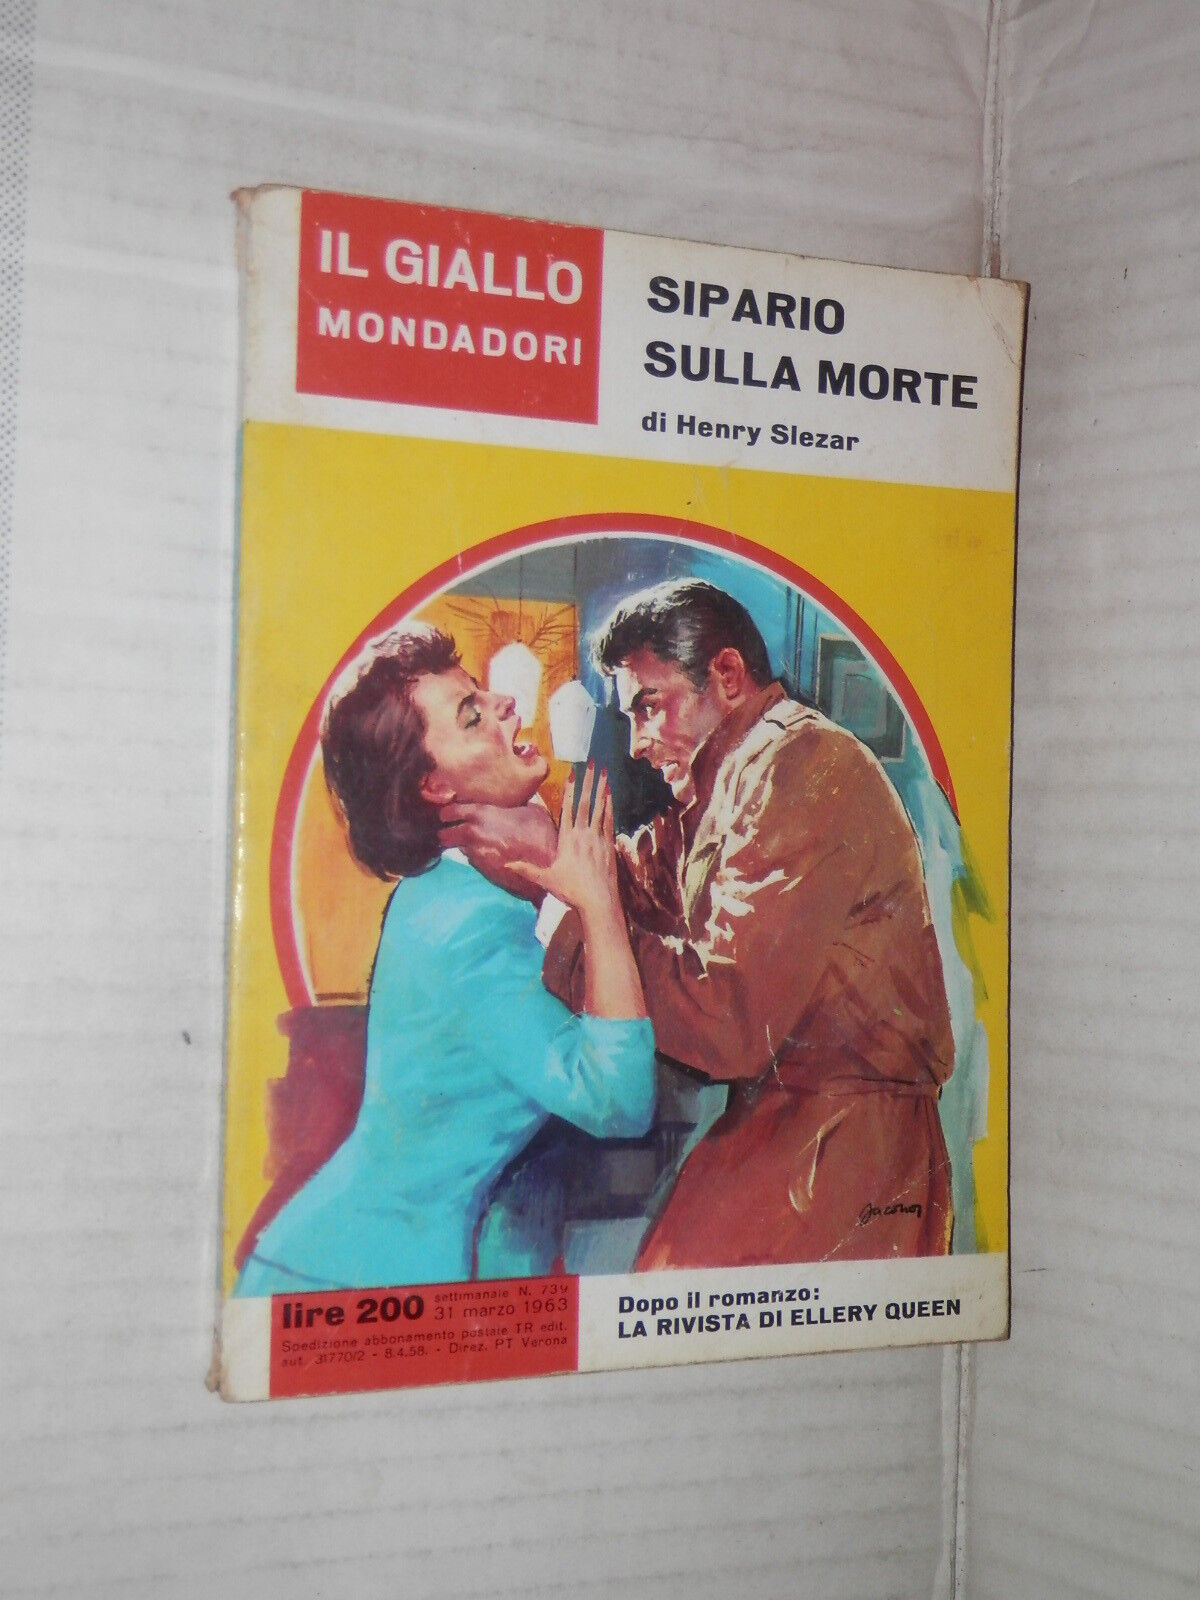 IL GIALLO
MONDADORI
SIPARIO
SULLA MORTE
di Henry Slezar
Jacono
lire 200
settimanale N. 739
31 marzo 1963
Spedizione abbonamento postale TR edit.
aut. 31770/2 - 8.4.58. - Direz. PT Verona
Dopo il romanzo:
LA RIVISTA DI ELLERY QUEEN